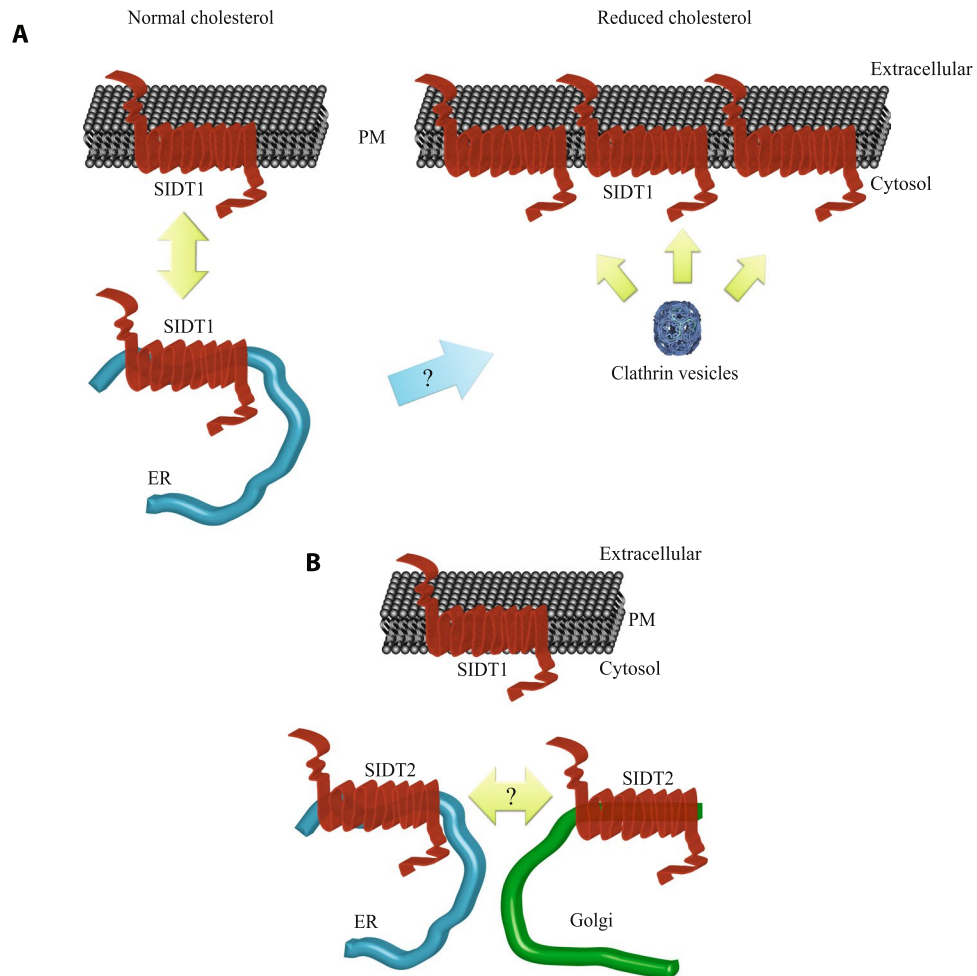 Normal cholesterol
Reduced cholesterol
A
Extracellular
PM
SIDT1
SIDT1
Cytosol
SIDT1
?
Clathrin vesicles
ER
B
Extracellular
PM
SIDT1
Cytosol
SIDT2
SIDT2
?
ER
Golgi